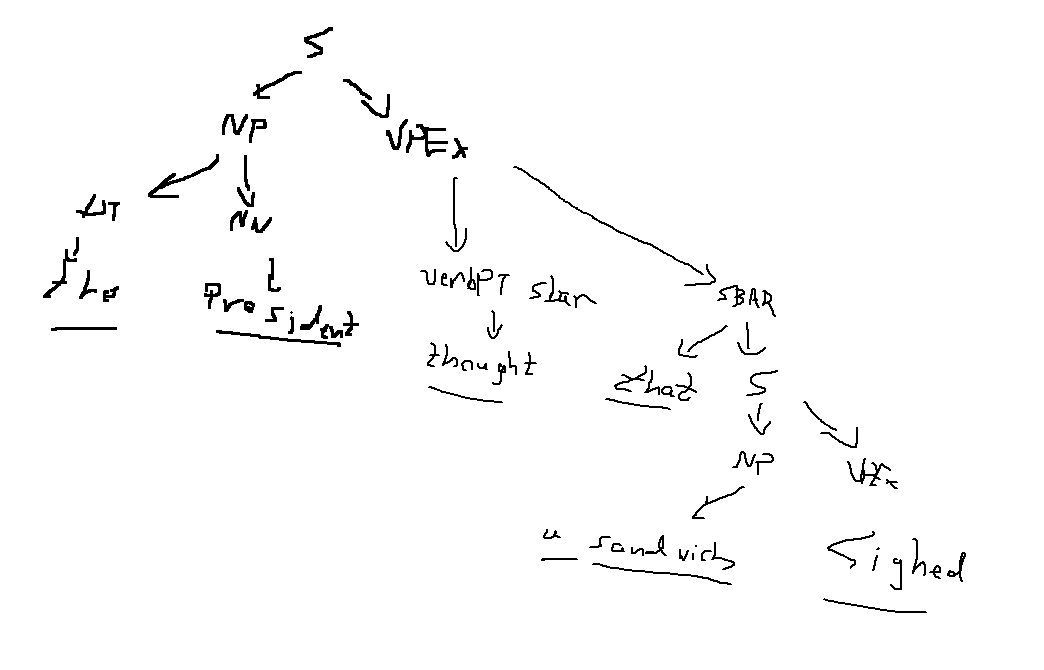 S
NP VPEx
DT NN
the President
verbPT sbar SBAR
thought that S
NP VPEx
a sandwich sighed